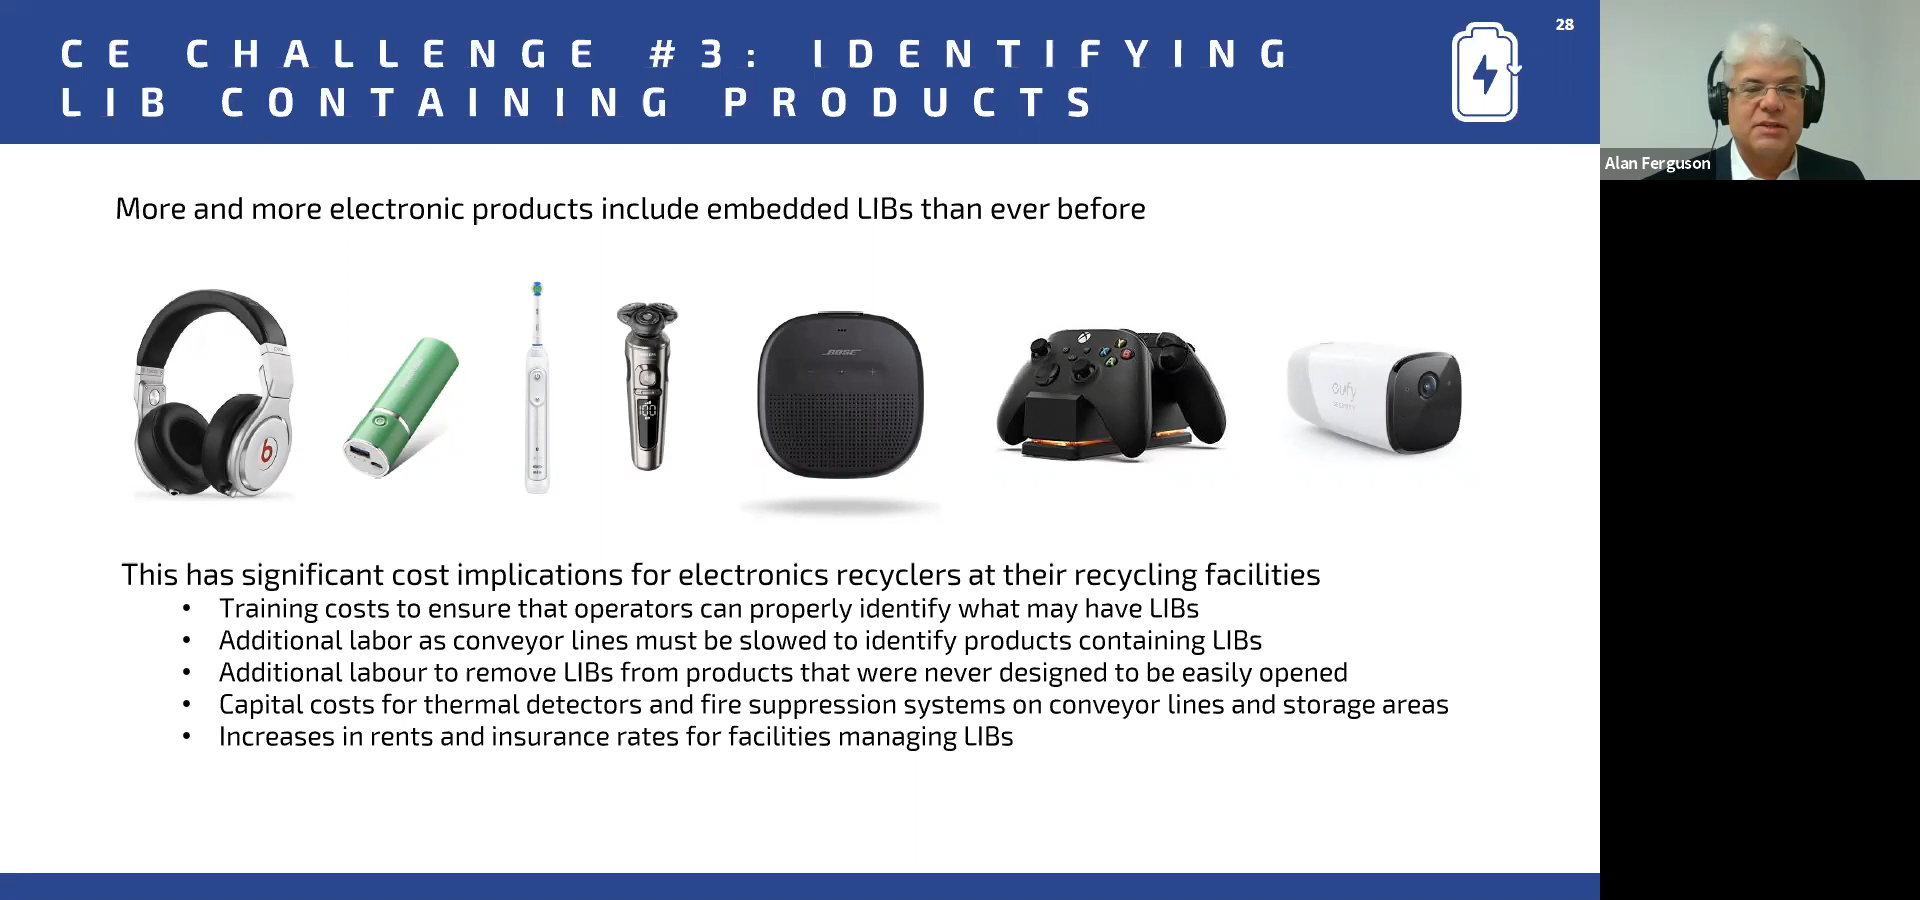 CE CHALLENGE #3: IDENTIFYING
LIB CONTAINING PRODUCTS
28
Alan Ferguson
More and more electronic products include embedded LIBs than ever before
b
BOSE
Y
X
B
A
eufy
100
This has significant cost implications for electronics recyclers at their recycling facilities
• Training costs to ensure that operators can properly identify what may have LIBs
• Additional labor as conveyor lines must be slowed to identify products containing LIBs
• Additional labour to remove LIBs from products that were never designed to be easily opened
• Capital costs for thermal detectors and fire suppression systems on conveyor lines and storage areas
• Increases in rents and insurance rates for facilities managing LIBs